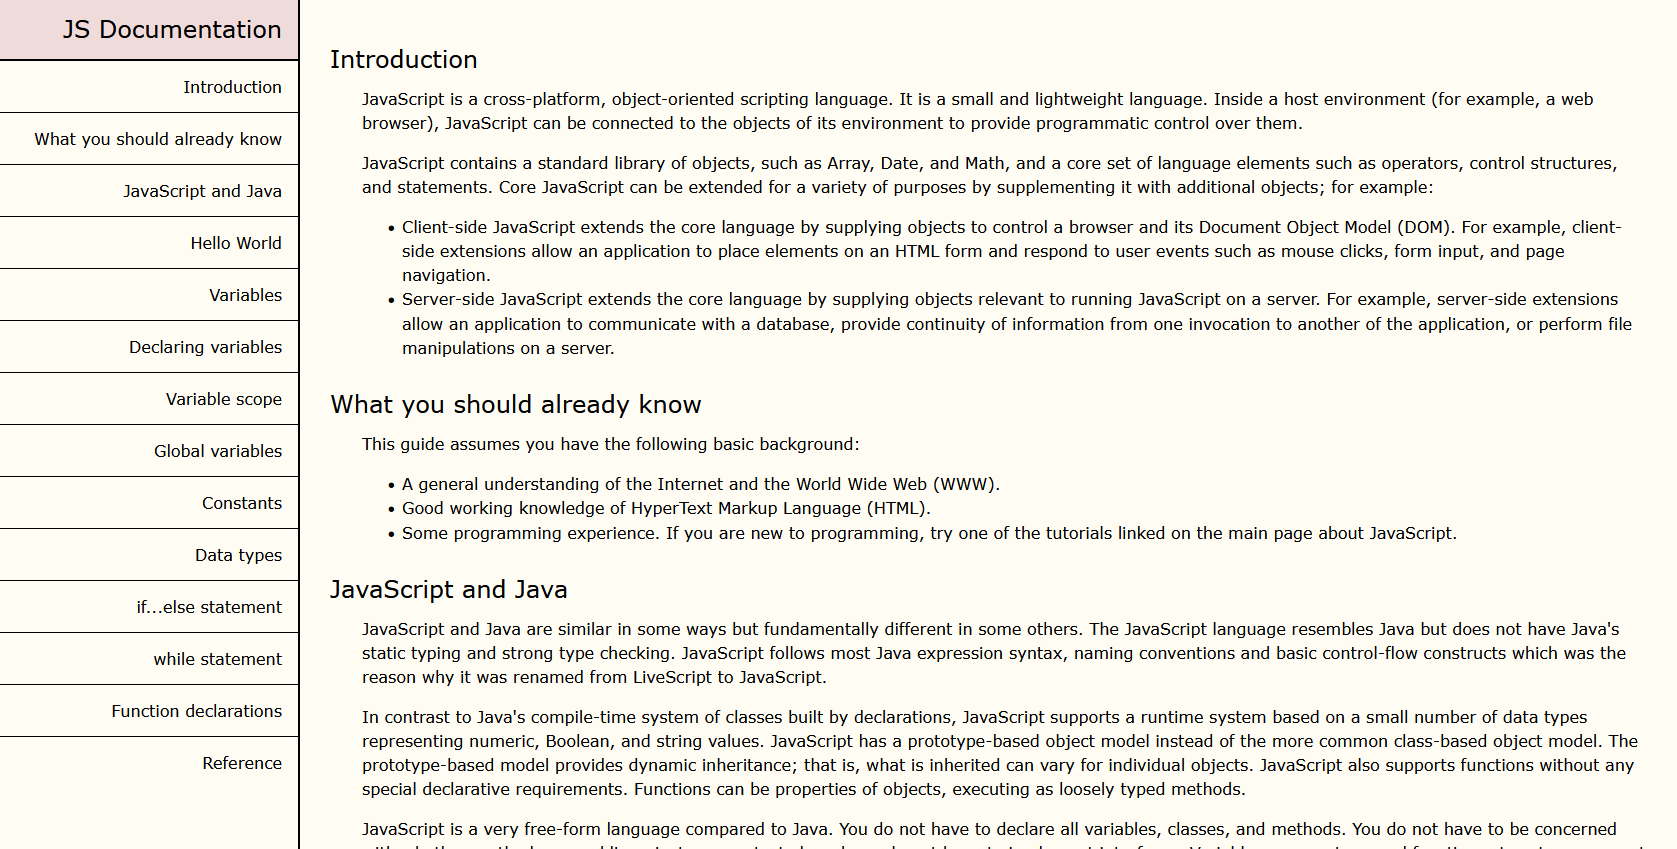 JS Documentation
Introduction
What you should already know
JavaScript and Java
Hello World
Variables
Declaring variables
Variable scope
Global variables
Constants
Data types
if...else statement
while statement
Function declarations
Reference
Introduction
JavaScript is a cross-platform, object-oriented scripting language. It is a small and lightweight language. Inside a host environment (for example, a web
browser), JavaScript can be connected to the objects of its environment to provide programmatic control over them.
JavaScript contains a standard library of objects, such as Array, Date, and Math, and a core set of language elements such as operators, control structures,
and statements. Core JavaScript can be extended for a variety of purposes by supplementing it with additional objects; for example:
• Client-side JavaScript extends the core language by supplying objects to control a browser and its Document Object Model (DOM). For example, client-
side extensions allow an application to place elements on an HTML form and respond to user events such as mouse clicks, form input, and page
navigation.
• Server-side JavaScript extends the core language by supplying objects relevant to running JavaScript on a server. For example, server-side extensions
allow an application to communicate with a database, provide continuity of information from one invocation to another of the application, or perform file
manipulations on a server.
What you should already know
This guide assumes you have the following basic background:
• A general understanding of the Internet and the World Wide Web (WWW).
• Good working knowledge of HyperText Markup Language (HTML).
• Some programming experience. If you are new to programming, try one of the tutorials linked on the main page about JavaScript.
JavaScript and Java
JavaScript and Java are similar in some ways but fundamentally different in some others. The JavaScript language resembles Java but does not have Java's
static typing and strong type checking. JavaScript follows most Java expression syntax, naming conventions and basic control-flow constructs which was the
reason why it was renamed from LiveScript to JavaScript.
In contrast to Java's compile-time system of classes built by declarations, JavaScript supports a runtime system based on a small number of data types
representing numeric, Boolean, and string values. JavaScript has a prototype-based object model instead of the more common class-based object model. The
prototype-based model provides dynamic inheritance; that is, what is inherited can vary for individual objects. JavaScript also supports functions without any
special declarative requirements. Functions can be properties of objects, executing as loosely typed methods.
JavaScript is a very free-form language compared to Java. You do not have to declare all variables, classes, and methods. You do not have to be concerned